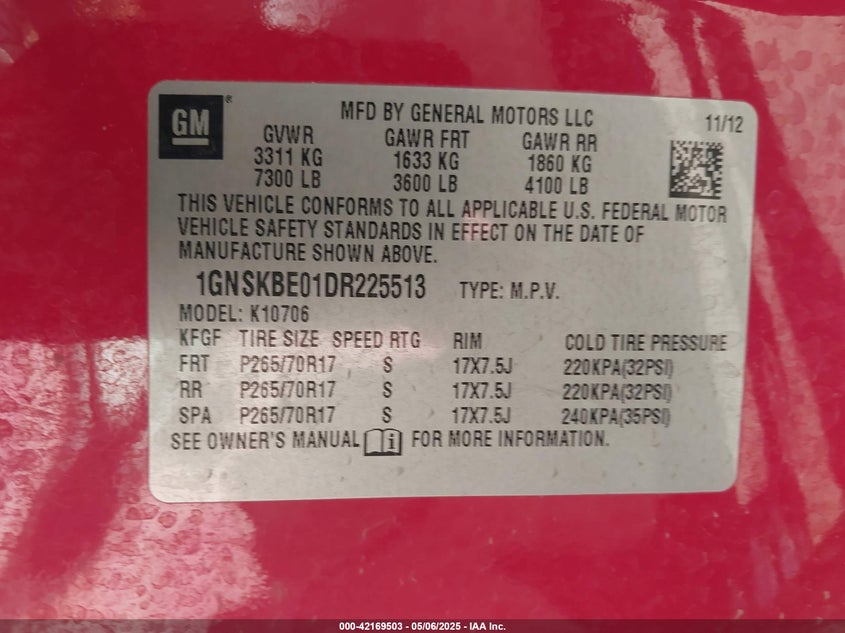 GM ®
MFD BY GENERAL MOTORS LLC 11/12
GVWR GAWR FRT GAWR RR
3311 KG 1633 KG 1860 KG
7300 LB 3600 LB 4100 LB
THIS VEHICLE CONFORMS TO ALL APPLICABLE U.S. FEDERAL MOTOR
VEHICLE SAFETY STANDARDS IN EFFECT ON THE DATE OF
MANUFACTURE SHOWN ABOVE.
1GNSKBE01DR225513 TYPE: M.P.V.
MODEL: K10706
KFGF TIRE SIZE SPEED RTG RIM COLD TIRE PRESSURE
FRT P265/70R17 S 17X7.5J 220KPA(32PSI)
RR P265/70R17 S 17X7.5J 220KPA(32PSI)
SPA P265/70R17 S 17X7.5J 240KPA(35PSI)
SEE OWNER'S MANUAL i FOR MORE INFORMATION.
000-42169503 - 05/06/2025 - IAA Inc.